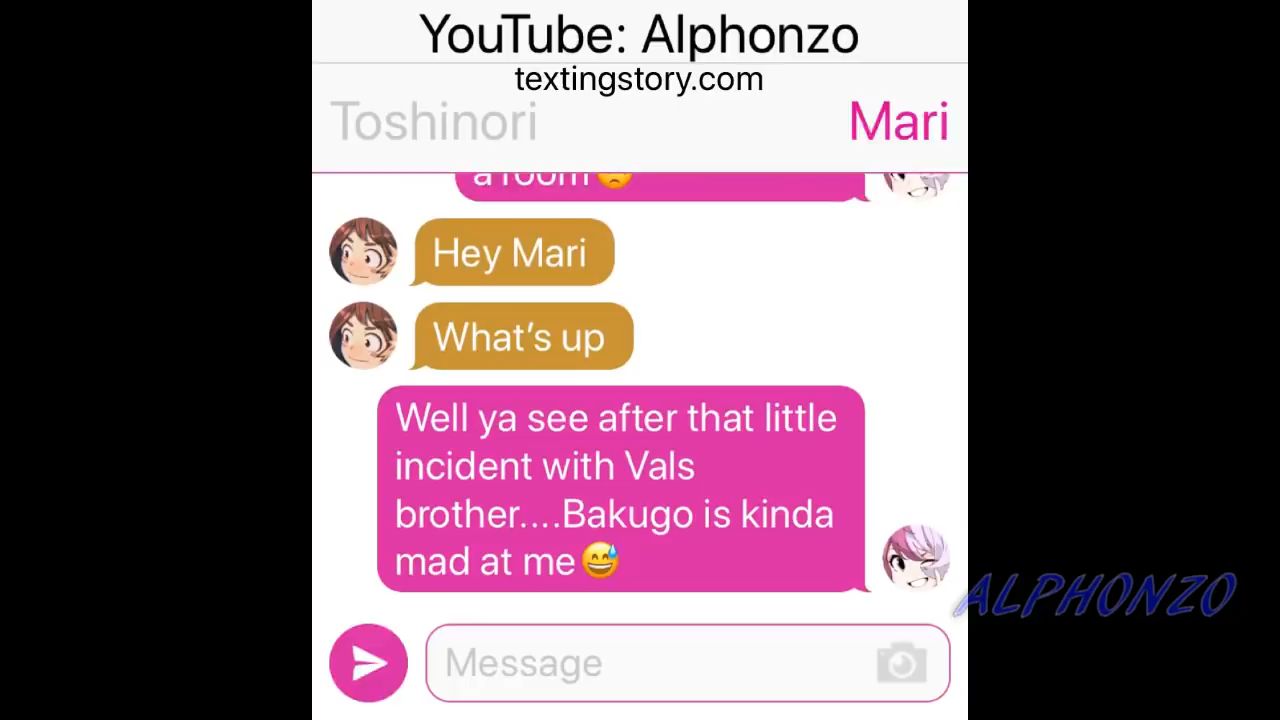 YouTube: Alphonzo
textingstory.com
Toshinori
Mari
a room😟
Hey Mari
What's up
Well ya see after that little
incident with Vals
brother....Bakugo is kinda
mad at me😅
ALPHONZO
Message